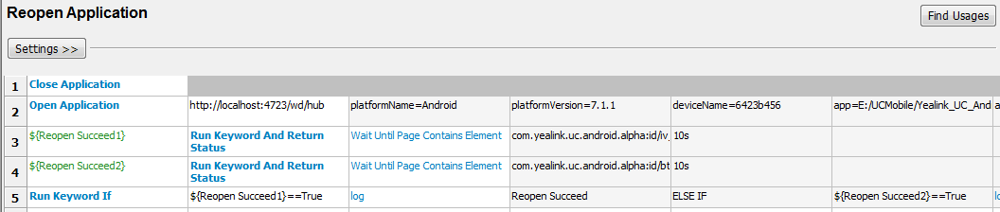 Reopen Application
Find Usages
Settings >>
1 Close Application
2 Open Application http://localhost:4723/wd/hub platformName=Android platformVersion=7.1.1 deviceName=6423b456 app=E:/UCMobile/Yealink_UC_And
3 ${Reopen Succeed1} Run Keyword And Return Status Wait Until Page Contains Element com.yealink.uc.android.alpha:id/iv_ 10s
4 ${Reopen Succeed2} Run Keyword And Return Status Wait Until Page Contains Element com.yealink.uc.android.alpha:id/bt 10s
5 Run Keyword If ${Reopen Succeed1}==True log Reopen Succeed ELSE IF ${Reopen Succeed2}==True